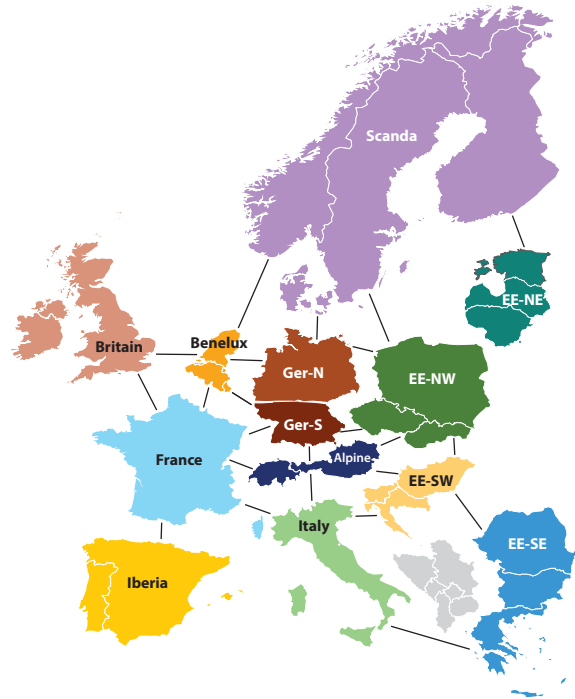 Scanda
EE-NE
Britain
Benelux
Ger-N
EE-NW
Ger-S
France
Alpine
EE-SW
Italy
EE-SE
Iberia